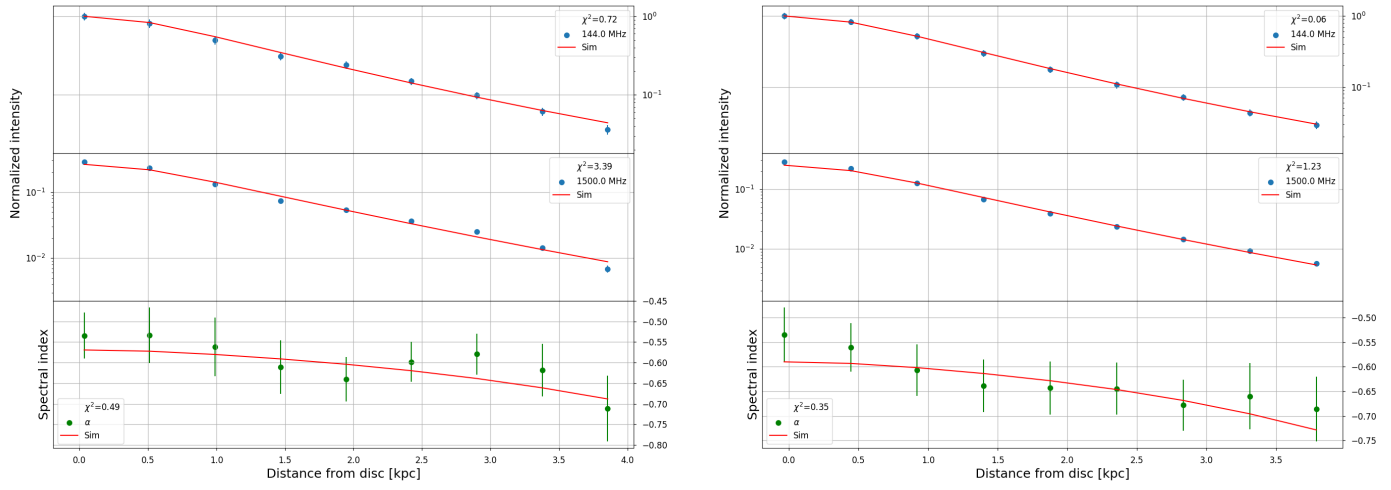 Normalized intensity
χ²=0.72
144.0 MHz
Sim
10⁰
10⁻¹
χ²=3.39
1500.0 MHz
Sim
10⁻¹
10⁻²
Spectral index
χ²=0.49
α
Sim
−0.45
−0.50
−0.55
−0.60
−0.65
−0.70
−0.75
−0.80
0.0 0.5 1.0 1.5 2.0 2.5 3.0 3.5 4.0
Distance from disc [kpc]
Normalized intensity
χ²=0.06
144.0 MHz
Sim
10⁰
10⁻¹
χ²=1.23
1500.0 MHz
Sim
10⁻¹
10⁻²
Spectral index
χ²=0.35
α
Sim
−0.50
−0.55
−0.60
−0.65
−0.70
−0.75
0.0 0.5 1.0 1.5 2.0 2.5 3.0 3.5
Distance from disc [kpc]